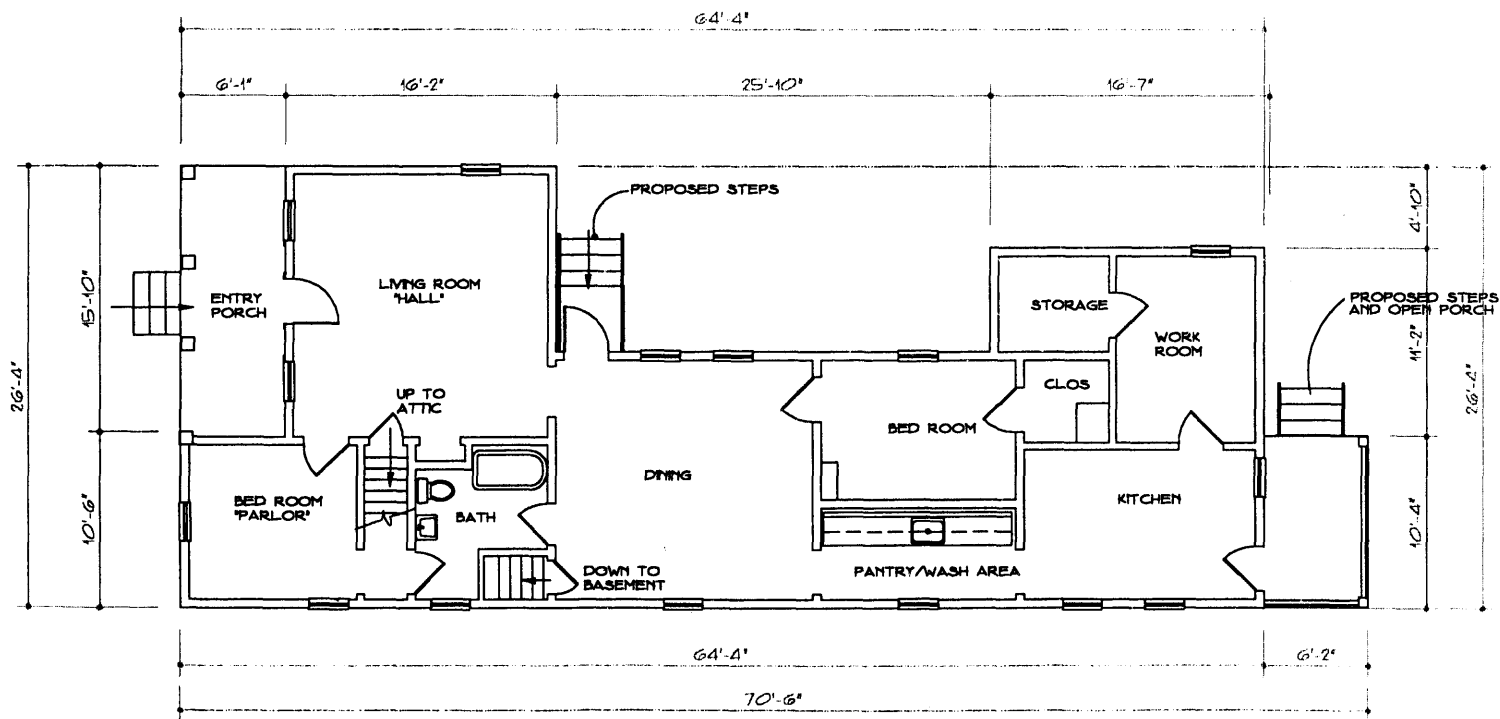 64'-4"
6'-1"
16'-2"
25'-10"
16'-7"
PROPOSED STEPS
4'-10"
26'-4"
15'-10"
ENTRY
PORCH
LIVING ROOM
"HALL"
STORAGE
WORK
ROOM
PROPOSED STEPS
AND OPEN PORCH
11'-2"
26'-4"
UP TO
ATTIC
CLOS
BED ROOM
DINING
KITCHEN
BED ROOM
"PARLOR"
BATH
10'-6"
10'-4"
DOWN TO
BASEMENT
PANTRY/WASH AREA
64'-4"
6'-2"
70'-6"